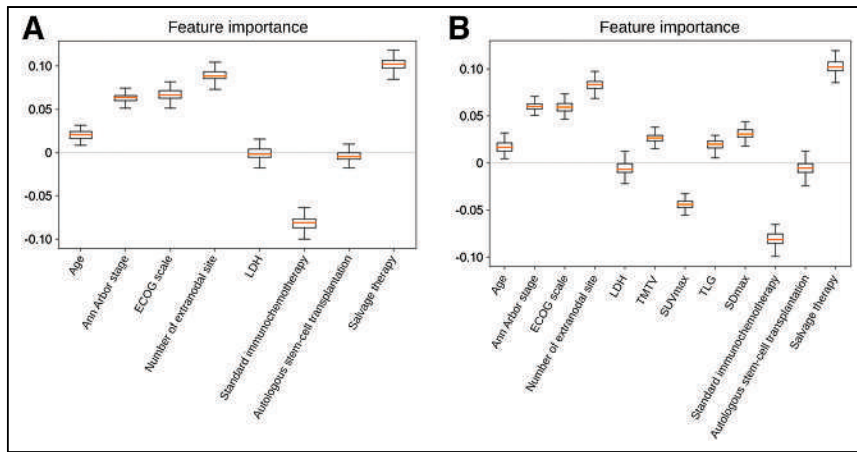 A
Feature importance
0.10
0.05
0
-0.05
-0.10
Age
Ann Arbor stage
ECOG scale
Number of extranodal site
LDH
Standard immunochemotherapy
Autologous stem-cell transplantation
Salvage therapy
B
Feature importance
0.10
0.05
0
-0.05
-0.10
Age
Ann Arbor stage
ECOG scale
Number of extranodal site
LDH
TMTV
SUVmax
TLG
SDmax
Standard immunochemotherapy
Autologous stem-cell transplantation
Salvage therapy